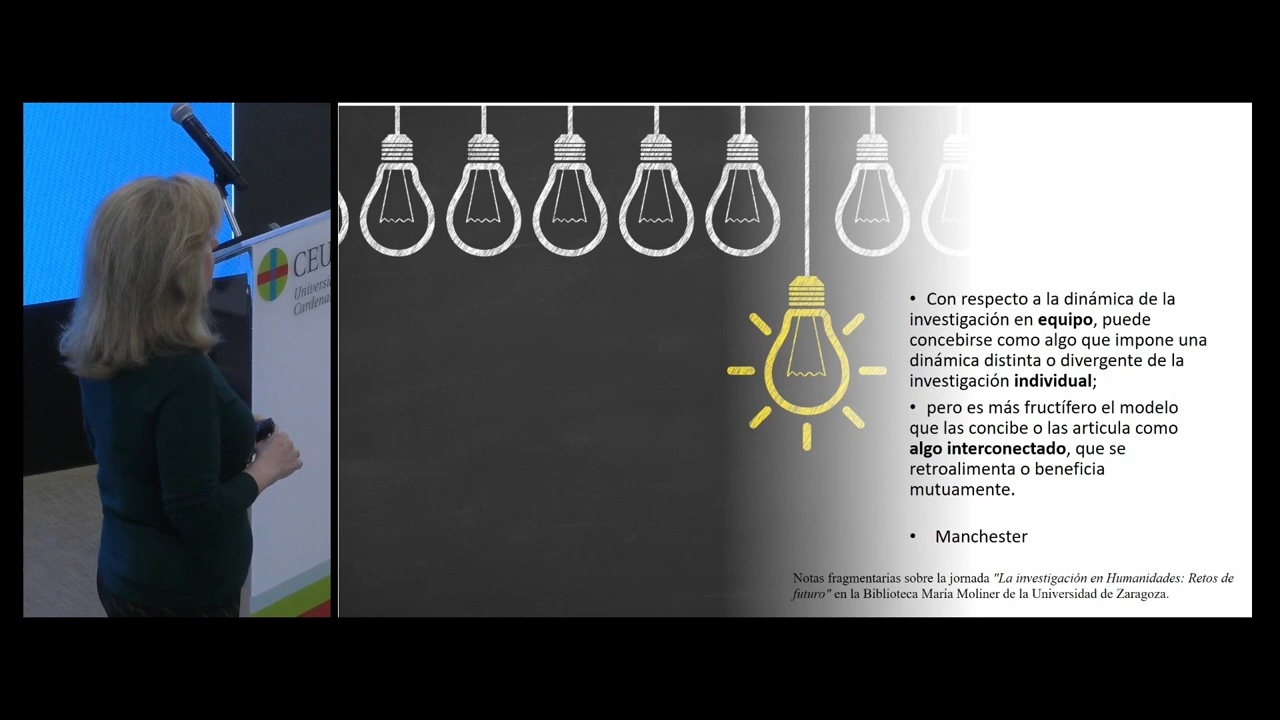 CEU
Universi
Cardena
• Con respecto a la dinámica de la
investigación en equipo, puede
concebirse como algo que impone una
dinámica distinta o divergente de la
investigación individual;
• pero es más fructífero el modelo
que las concibe o las articula como
algo interconectado, que se
retroalimenta o beneficia
mutuamente.
• Manchester
Notas fragmentarias sobre la jornada "La investigación en Humanidades: Retos de
futuro" en la Biblioteca María Moliner de la Universidad de Zaragoza.